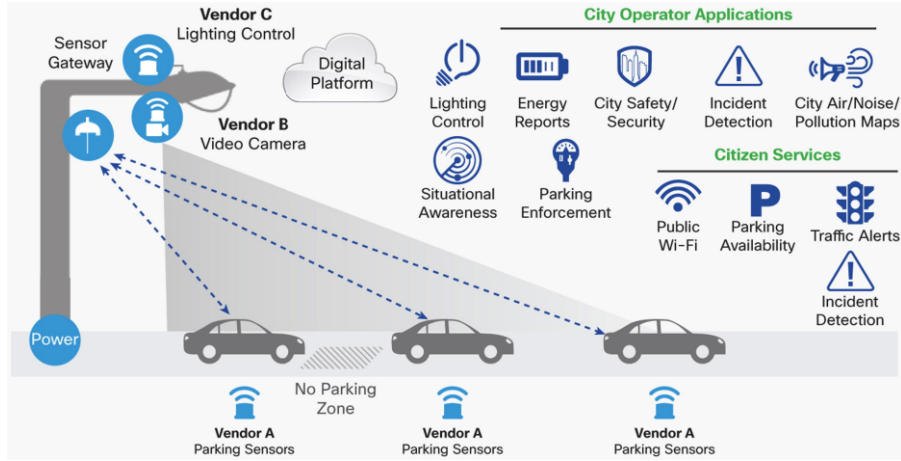 Vendor C
Lighting Control
Sensor
Gateway
Digital
Platform
Vendor B
Video Camera
Power
No Parking
Zone
Vendor A
Parking Sensors
Vendor A
Parking Sensors
Vendor A
Parking Sensors
City Operator Applications
Lighting
Control
Energy
Reports
City Safety/
Security
Incident
Detection
City Air/Noise/
Pollution Maps
Situational
Awareness
Parking
Enforcement
Citizen Services
Public
Wi-Fi
P
Parking
Availability
Traffic Alerts
Incident
Detection